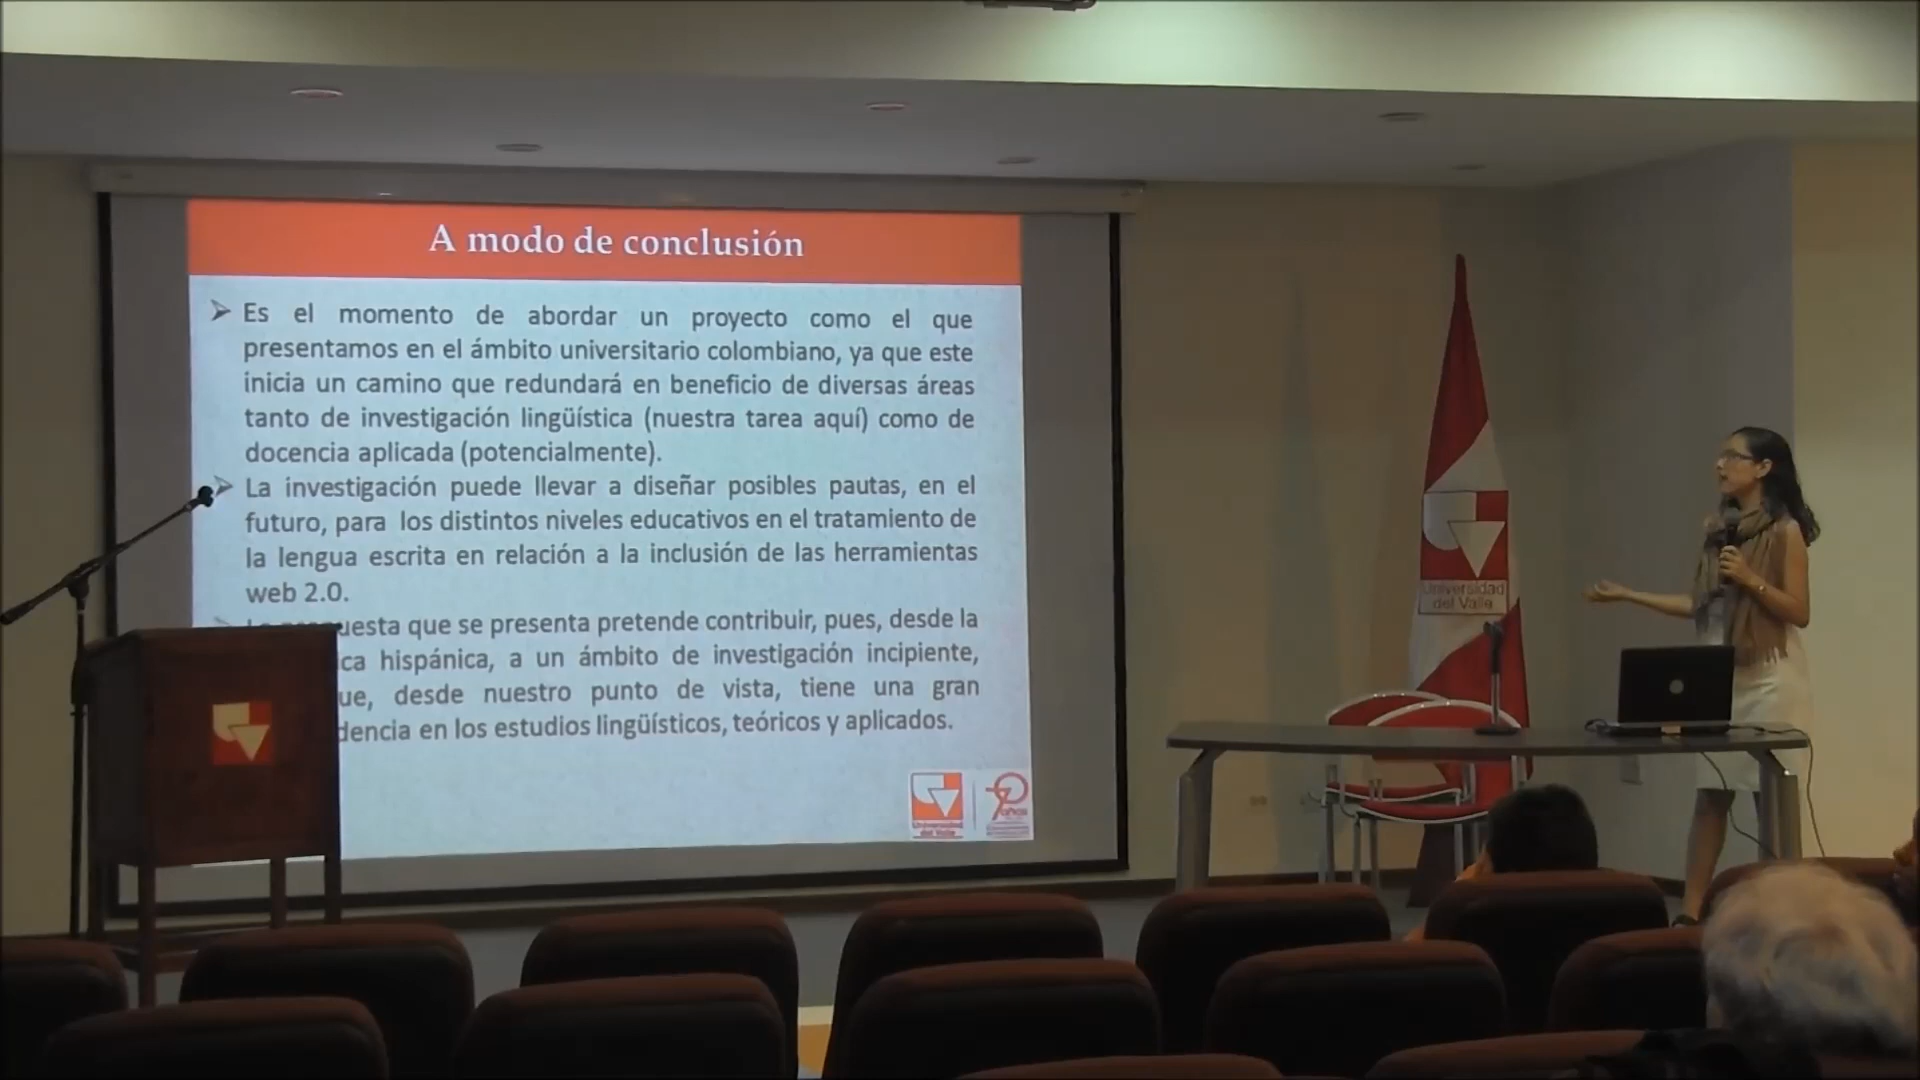 A modo de conclusión
Es el momento de abordar un proyecto como el que
presentamos en el ámbito universitario colombiano, ya que este
inicia un camino que redundará en beneficio de diversas áreas
tanto de investigación lingüística (nuestra tarea aquí) como de
docencia aplicada (potencialmente).
La investigación puede llevar a diseñar posibles pautas, en el
futuro, para los distintos niveles educativos en el tratamiento de
la lengua escrita en relación a la inclusión de las herramientas
web 2.0.
que se presenta pretende contribuir, pues, desde la
hispánica, a un ámbito de investigación incipiente,
desde nuestro punto de vista, tiene una gran
en los estudios lingüísticos, teóricos y aplicados.
Universidad
del Valle
70
años
Universidad
del Valle